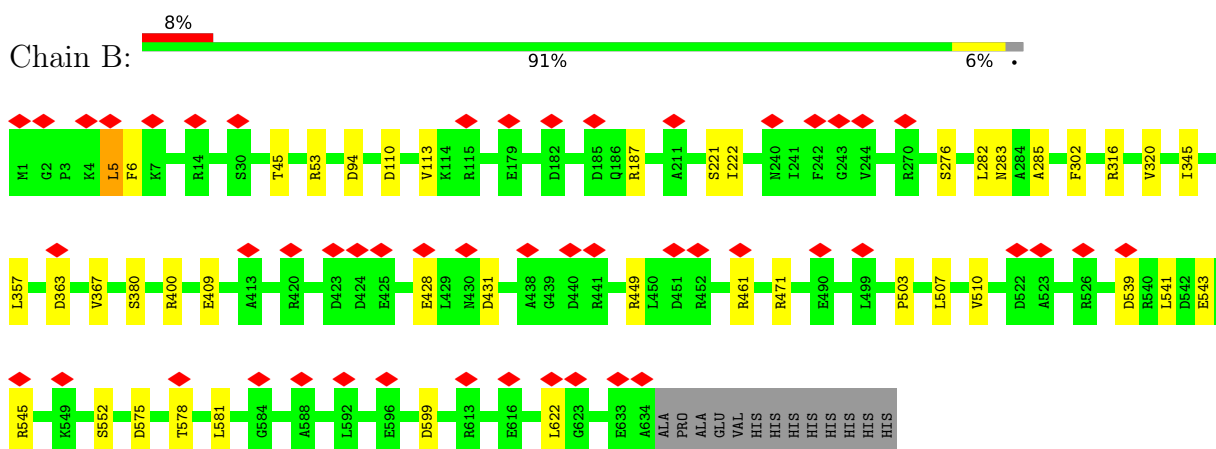 8%
Chain B:
91% 6% •
M1 G2 P3 K4 L5 F6 K7 R14 S30 T45 R53 D94 D110 V113 K114 R115 E179 D182 D185 Q186 R187 A211 S221 I222 N240 I241 F242 G243 V244 R270 S276 L282 N283 A284 A285 F302 R316 V320 I345
L357 D363 V367 S380 R400 E409 A413 R420 D423 D424 E425 E428 L429 N430 D431 A438 G439 D440 R441 R449 L450 D451 R452 R461 R471 E490 L499 P503 L507 V510 D522 A523 R526 D539 R540 L541 D542 E543
R545 K549 S552 D575 T578 L581 G584 A588 L592 E596 D599 R613 E616 L622 G623 E633 A634 ALA PRO ALA GLU VAL HIS HIS HIS HIS HIS HIS HIS HIS